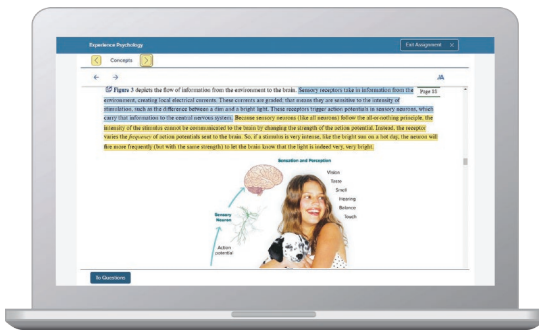 Experience Psychology
Exit Assignment X
Concepts
Figure 3 depicts the flow of information from the environment to the brain. Sensory receptors take in information from the
Page 93
environment, creating local electrical currents. These currents are graded; that means they are sensitive to the intensity of
stimulation, such as the difference between a dim and a bright light. These receptors trigger action potentials in sensory neurons, which
carry that information to the central nervous system. Because sensory neurons (like all neurons) follow the all-or-nothing principle, the
intensity of the stimulus cannot be communicated to the brain by changing the strength of the action potential. Instead, the receptor
varies the frequency of action potentials sent to the brain. So, if a stimulus is very intense, like the bright sun on a hot day, the neuron will
fire more frequently (but with the same strength) to let the brain know that the light is indeed very, very bright.
Sensation and Perception
Vision
Taste
Smell
Hearing
Balance
Touch
Sensory
Neuron
Action
potential
To Questions